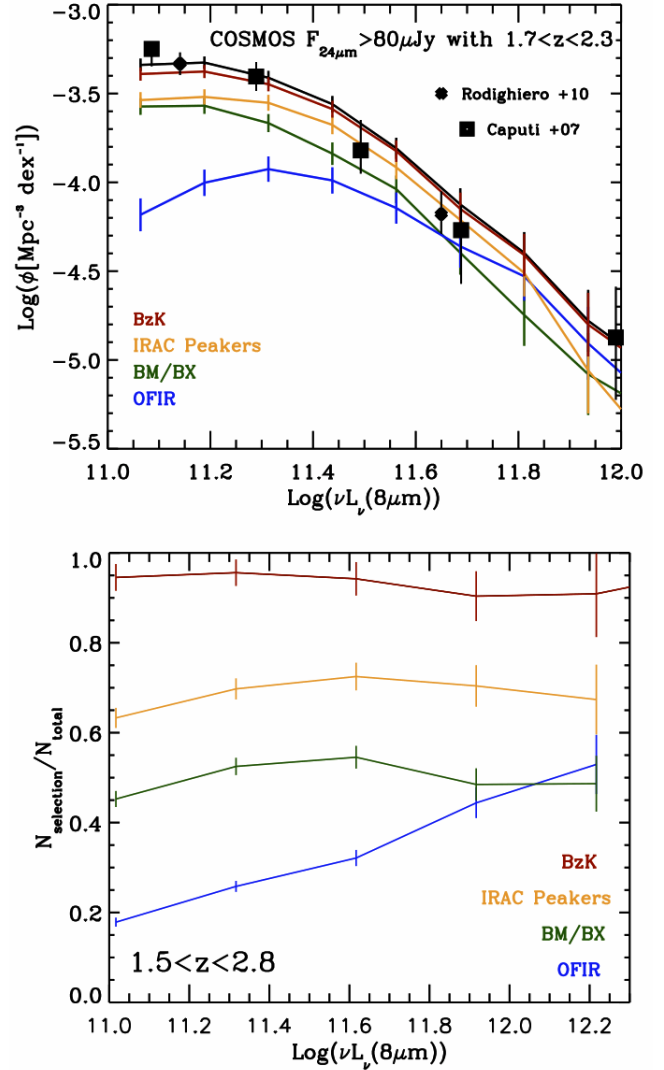 COSMOS F24μm>80μJy with 1.7<z<2.3
Rodighiero +10
Caputi +07
-3.0
-3.5
-4.0
-4.5
-5.0
-5.5
Log(φ[Mpc⁻³ dex⁻¹])
BzK
IRAC Peakers
BM/BX
OFIR
11.0 11.2 11.4 11.6 11.8 12.0
Log(νLν(8μm))
1.0
0.8
0.6
0.4
0.2
0.0
Nselection/Ntotal
BzK
IRAC Peakers
BM/BX
OFIR
1.5<z<2.8
11.0 11.2 11.4 11.6 11.8 12.0 12.2
Log(νLν(8μm))